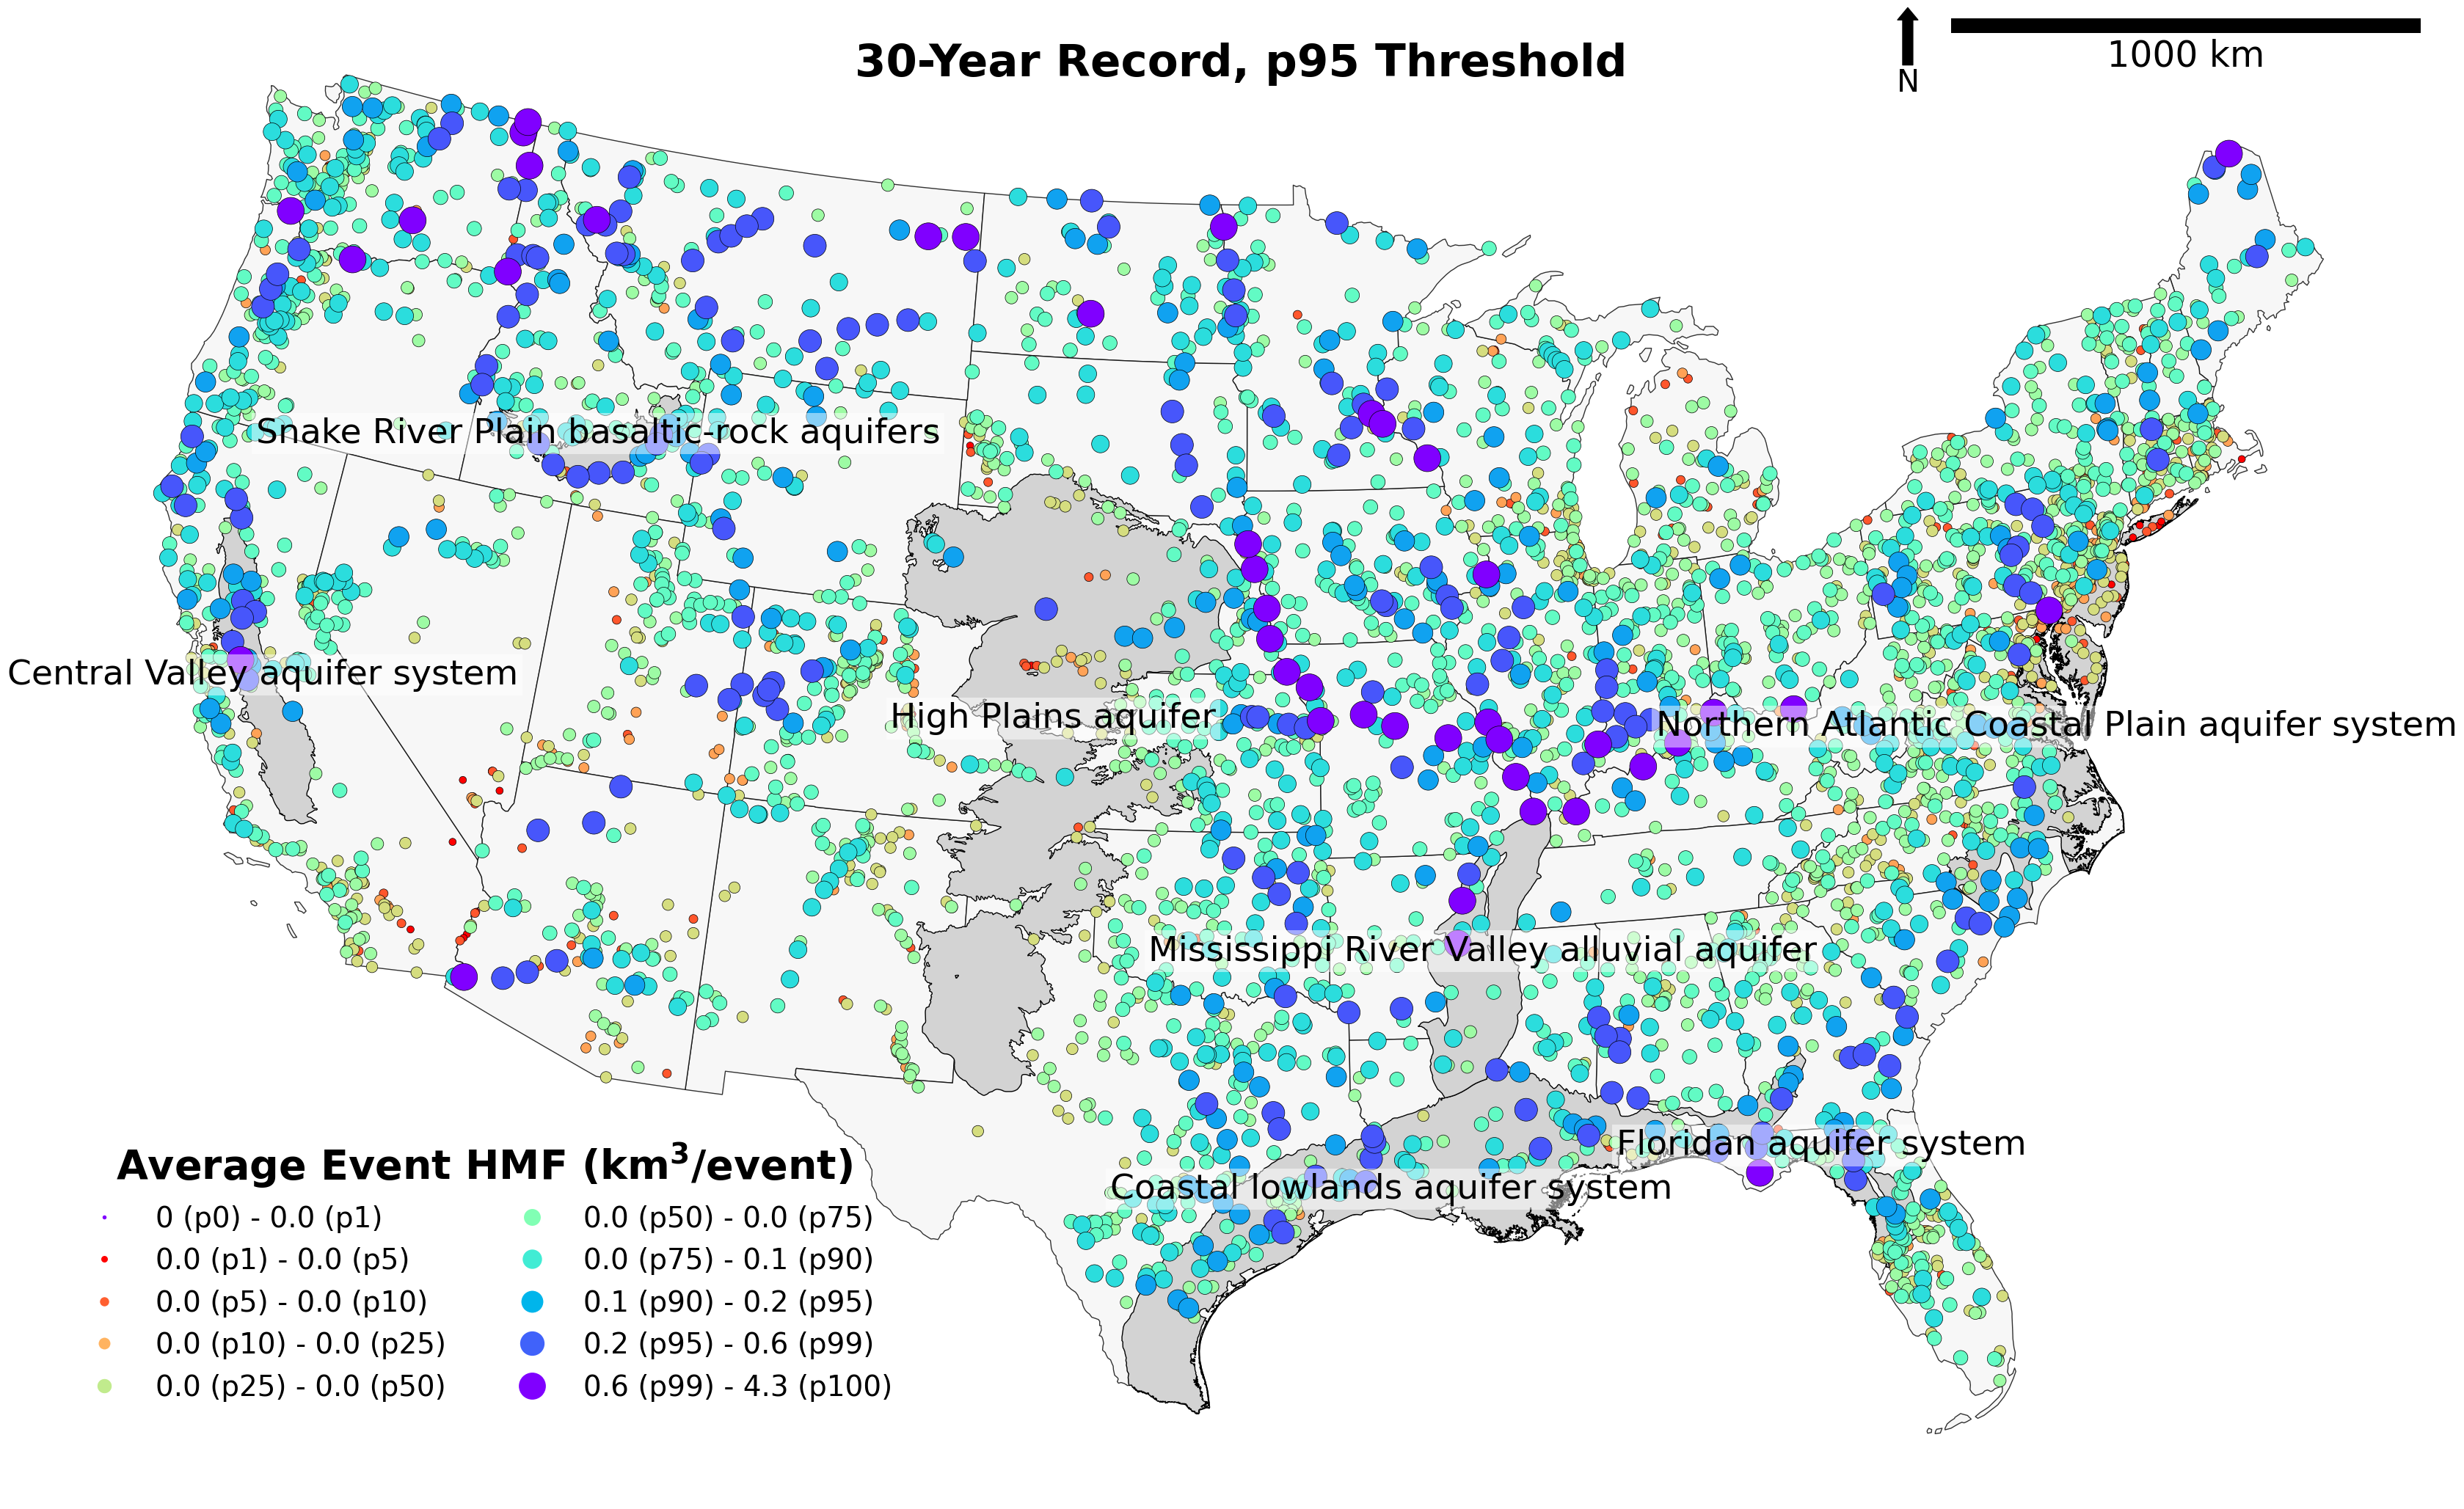 30-Year Record, p95 Threshold
N
1000 km
Snake River Plain basaltic-rock aquifers
Central Valley aquifer system
High Plains aquifer
Northern Atlantic Coastal Plain aquifer system
Mississippi River Valley alluvial aquifer
Floridan aquifer system
Coastal lowlands aquifer system
Average Event HMF (km³/event)
0 (p0) - 0.0 (p1)
0.0 (p1) - 0.0 (p5)
0.0 (p5) - 0.0 (p10)
0.0 (p10) - 0.0 (p25)
0.0 (p25) - 0.0 (p50)
0.0 (p50) - 0.0 (p75)
0.0 (p75) - 0.1 (p90)
0.1 (p90) - 0.2 (p95)
0.2 (p95) - 0.6 (p99)
0.6 (p99) - 4.3 (p100)